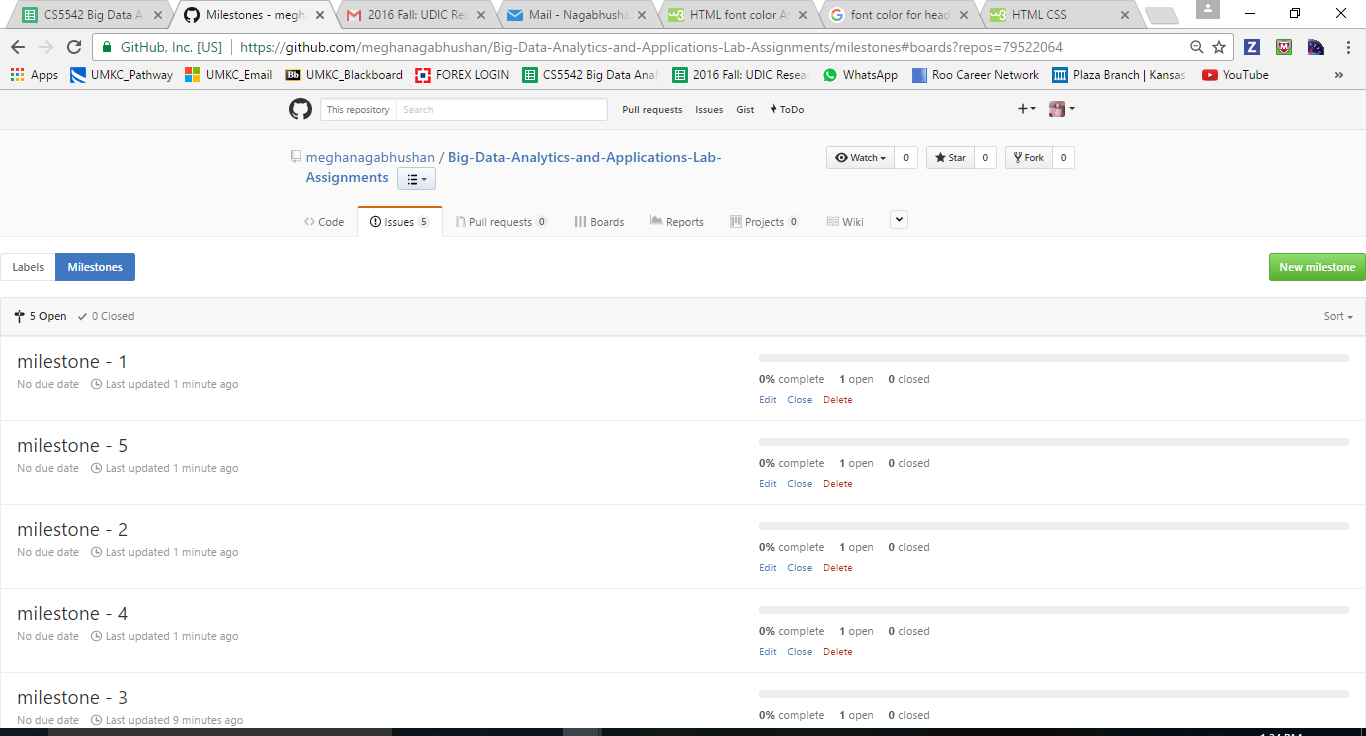 CS5542 Big Data A
Milestones - megh
2016 Fall: UDIC Res
Mail - Nagabhusha
HTML font color A
font color for head
HTML CSS
GitHub, Inc. [US]
https://github.com/meghanagabhushan/Big-Data-Analytics-and-Applications-Lab-Assignments/milestones#boards?repos=79522064
Apps UMKC_Pathway UMKC_Email Bb UMKC_Blackboard FOREX LOGIN CS5542 Big Data Anal 2016 Fall: UDIC Resea WhatsApp Roo Career Network Plaza Branch | Kansas YouTube »
This repository Search Pull requests Issues Gist ToDo
meghanagabhushan / Big-Data-Analytics-and-Applications-Lab-
Assignments
Watch 0 Star 0 Fork 0
Code Issues 5 Pull requests 0 Boards Reports Projects 0 Wiki
Labels Milestones New milestone
5 Open 0 Closed Sort
milestone - 1
No due date Last updated 1 minute ago
0% complete 1 open 0 closed
Edit Close Delete
milestone - 5
No due date Last updated 1 minute ago
0% complete 1 open 0 closed
Edit Close Delete
milestone - 2
No due date Last updated 1 minute ago
0% complete 1 open 0 closed
Edit Close Delete
milestone - 4
No due date Last updated 1 minute ago
0% complete 1 open 0 closed
Edit Close Delete
milestone - 3
No due date Last updated 9 minutes ago
0% complete 1 open 0 closed